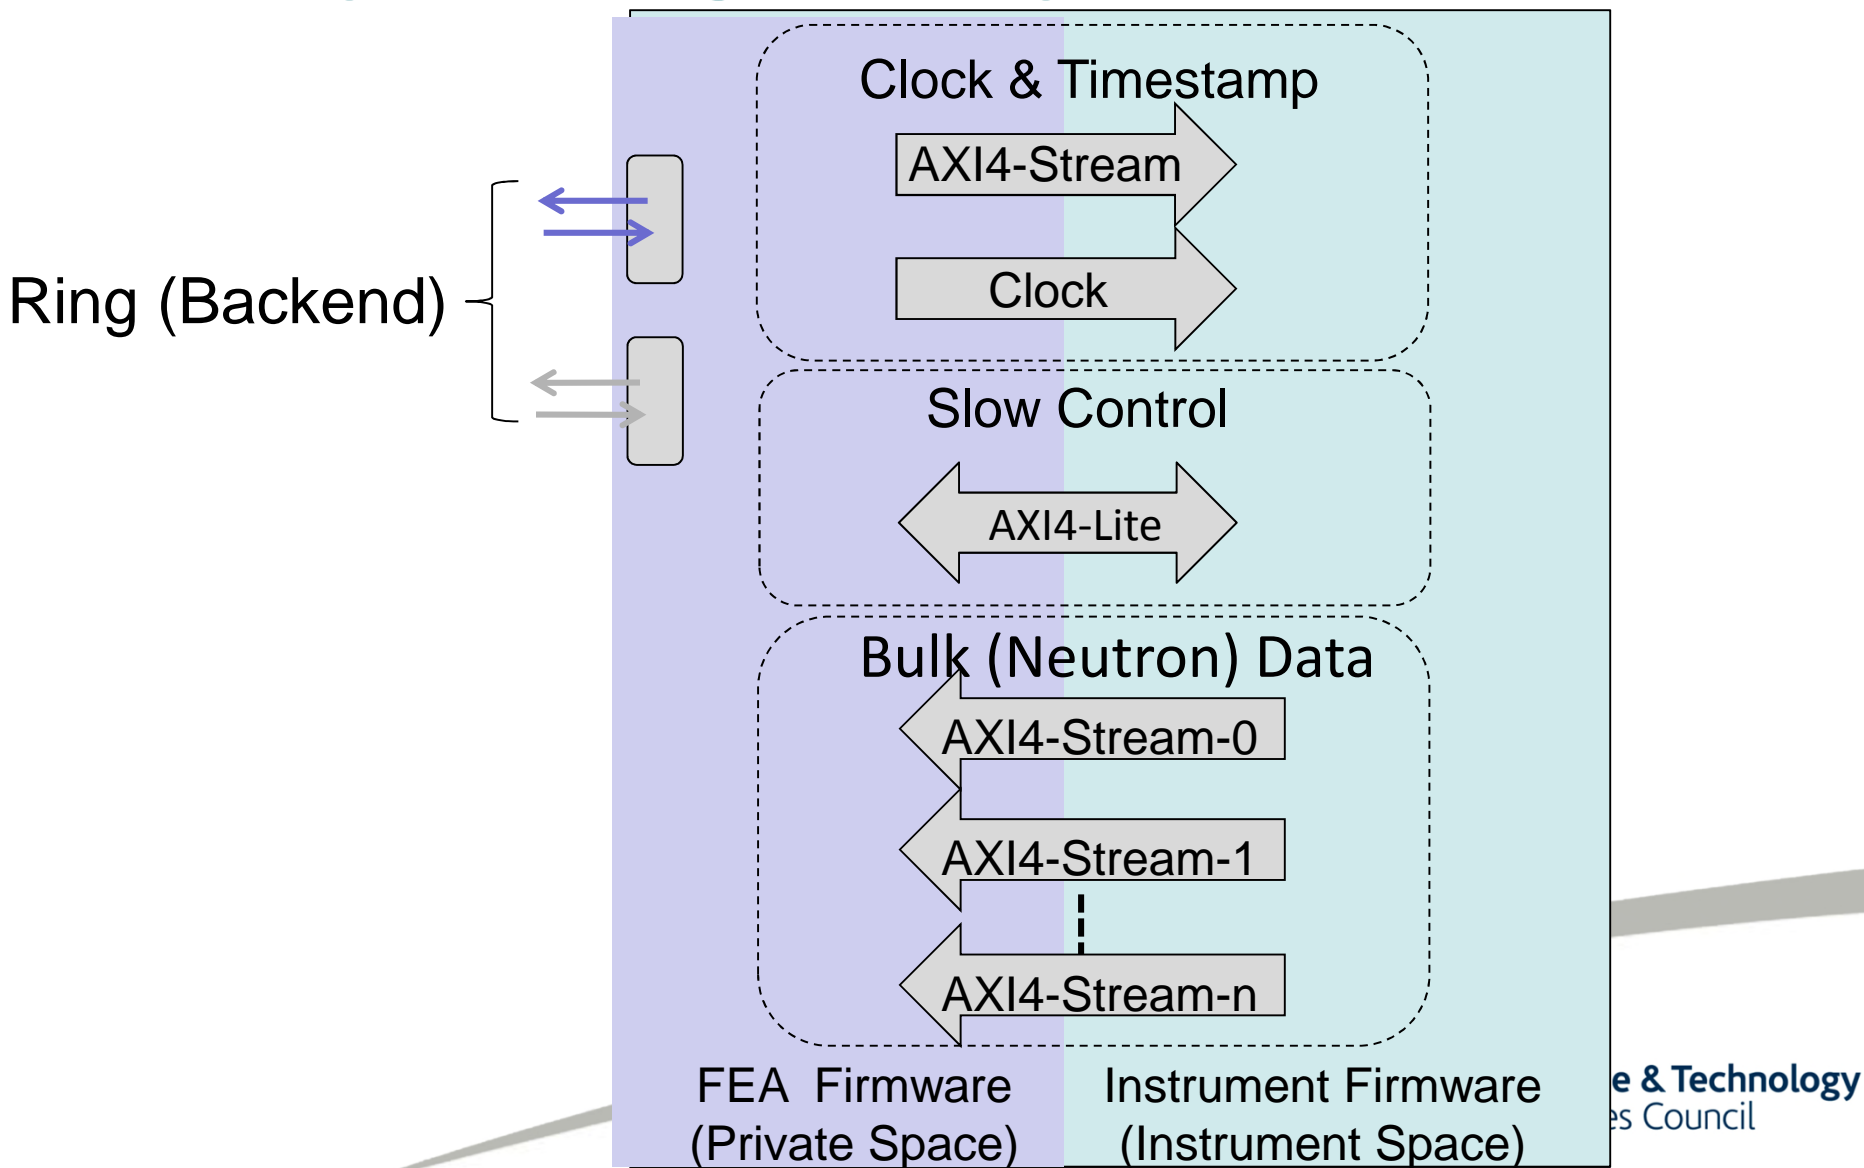 Clock & Timestamp
AXI4-Stream
Clock
Ring (Backend)
Slow Control
AXI4-Lite
Bulk (Neutron) Data
AXI4-Stream-0
AXI4-Stream-1
AXI4-Stream-n
FEA Firmware
(Private Space)
Instrument Firmware
(Instrument Space)
& Technology
Council